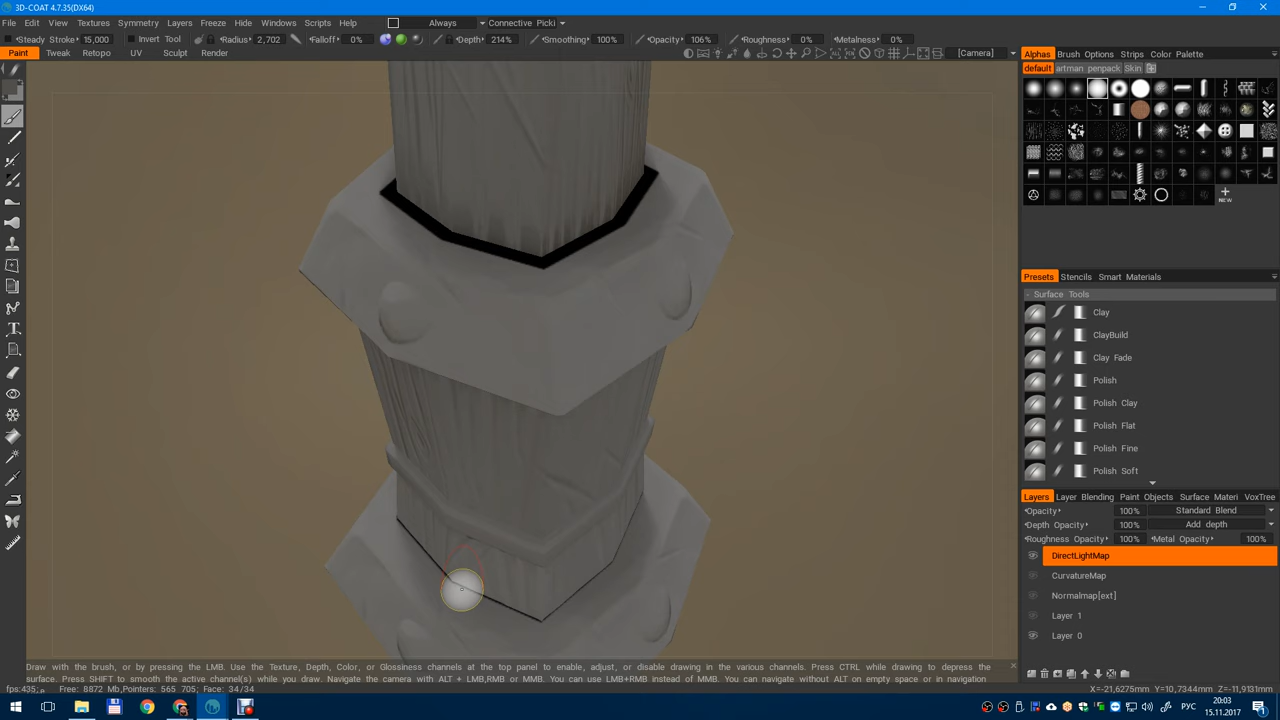 3D-COAT 4.7.35(DX64)
File Edit View Textures Symmetry Layers Freeze Hide Windows Scripts Help Always Connective Picki
Steady Stroke 15,000 Invert Tool Radius 2,702 Falloff 0% Depth 214% Smoothing 100% Opacity 106% Roughness 0% Metalness 0%
Paint Tweak Retopo UV Sculpt Render [Camera]
Alphas Brush Options Strips Color Palette
default artman penpack Skin
NEW
Presets Stencils Smart Materials
- Surface Tools
Clay
ClayBuild
Clay Fade
Polish
Polish Clay
Polish Flat
Polish Fine
Polish Soft
Layers Layer Blending Paint Objects Surface Materi VoxTree
Opacity 100% Standard Blend
Depth Opacity 100% Add depth
Roughness Opacity 100% Metal Opacity 100%
DirectLightMap
CurvatureMap
Normalmap[ext]
Layer 1
Layer 0
Draw with the brush, or by pressing the LMB. Use the Texture, Depth, Color, or Glossiness channels at the top panel to enable, adjust, or disable drawing in the various channels. Press CTRL while drawing to depress the
surface. Press SHIFT to smooth the active channel(s) while you draw. Navigate the camera with ALT + LMB,RMB or MMB. You can use LMB+RMB instead of MMB. You can navigate without ALT on empty space or in navigation
fps:435; Free: 8872 Mb,Pointers: 565 705; Face: 34/34 X=-21,6275mm Y=10,7344mm Z=-11,9131mm
РУС 20:03
15.11.2017